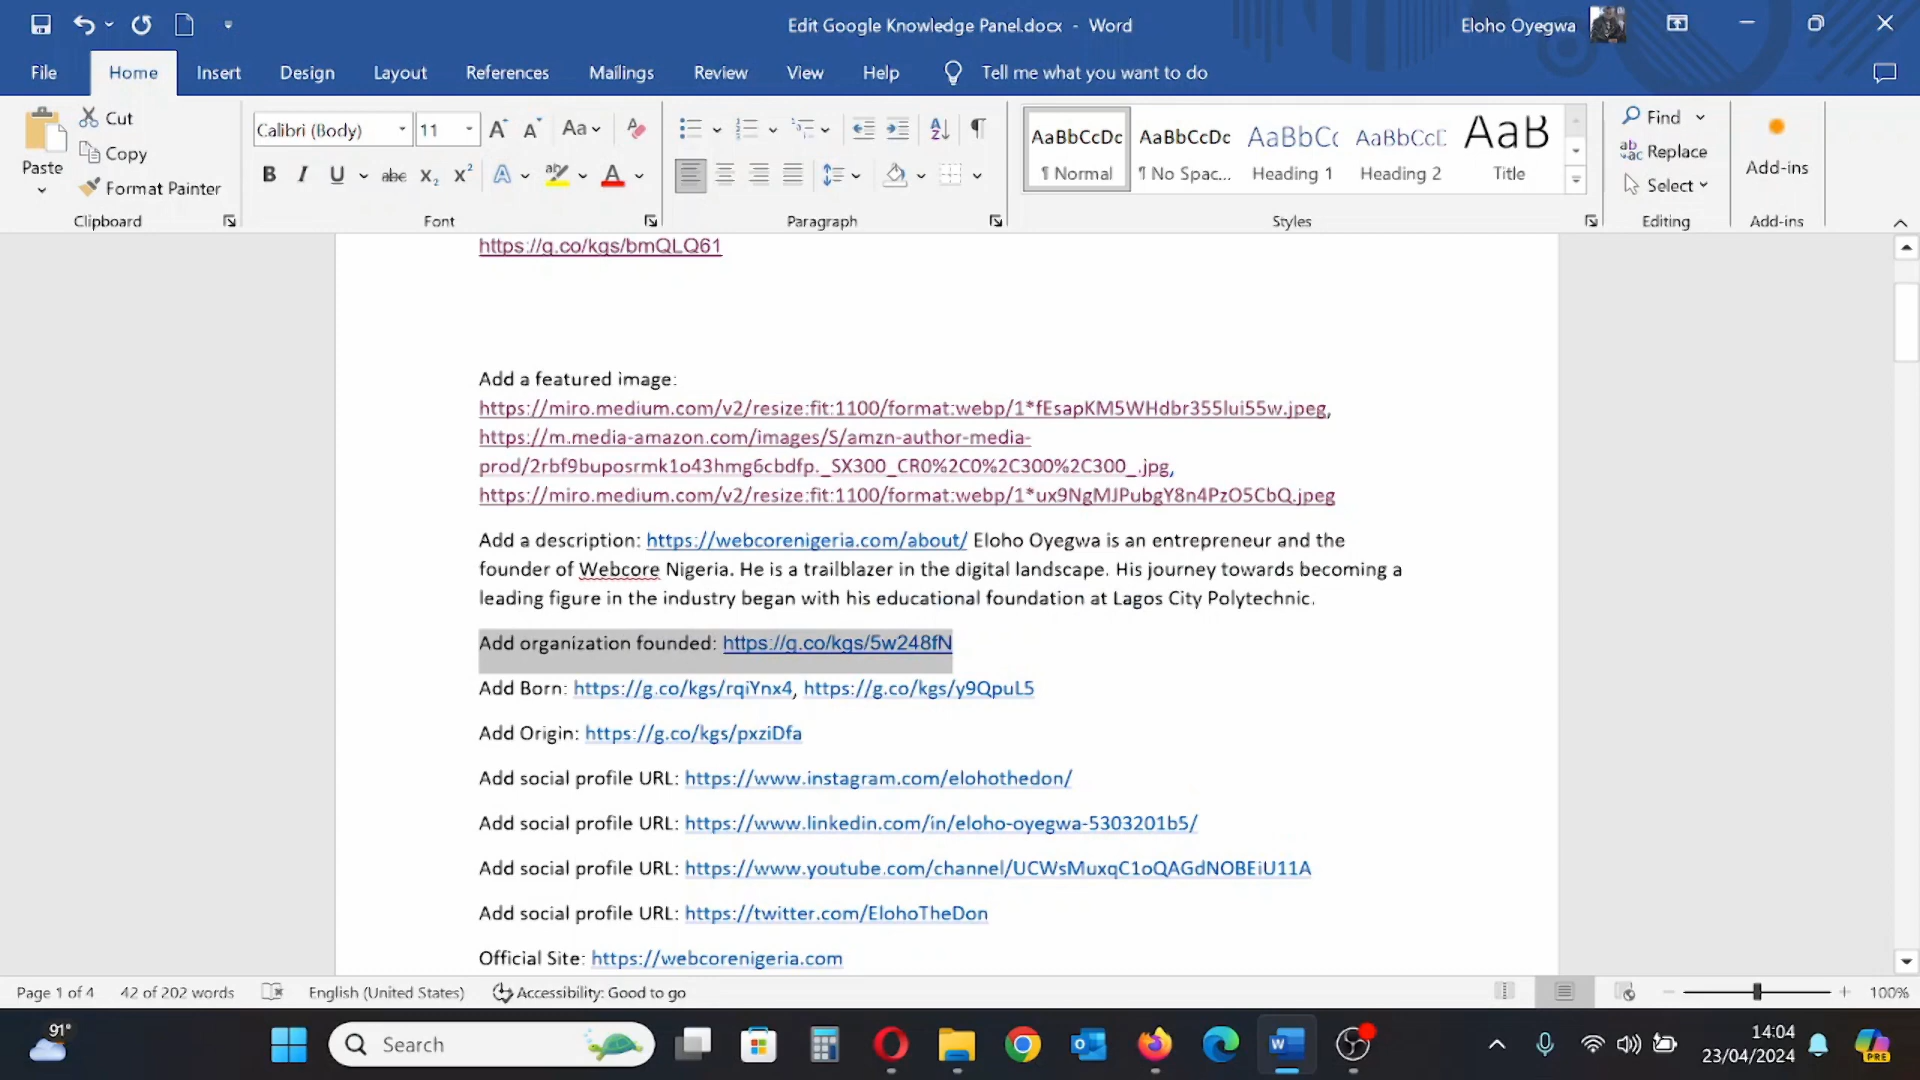 Edit Google Knowledge Panel.docx - Word
Eloho Oyegwa
File Home Insert Design Layout References Mailings Review View Help Tell me what you want to do
Paste
Cut
Copy
Format Painter
Clipboard
Calibri (Body) 11
Font
Paragraph
AaBbCcDc AaBbCcDc AaBbCc AaBbCcD AaB
¶ Normal ¶ No Spac... Heading 1 Heading 2 Title
Styles
Find
Replace
Select
Editing
Add-ins
Add-ins
https://g.co/kgs/bmQLQ61
Add a featured image:
https://miro.medium.com/v2/resize:fit:1100/format:webp/1*fEsapKM5WHdbr355lui55w.jpeg,
https://m.media-amazon.com/images/S/amzn-author-media-
prod/2rbf9buposrmk1o43hmg6cbdfp._SX300_CR0%2C0%2C300%2C300_.jpg,
https://miro.medium.com/v2/resize:fit:1100/format:webp/1*ux9NgMJPubgY8n4PzO5CbQ.jpeg
Add a description: https://webcorenigeria.com/about/ Eloho Oyegwa is an entrepreneur and the
founder of Webcore Nigeria. He is a trailblazer in the digital landscape. His journey towards becoming a
leading figure in the industry began with his educational foundation at Lagos City Polytechnic.
Add organization founded: https://g.co/kgs/5w248fN
Add Born: https://g.co/kgs/rqiYnx4, https://g.co/kgs/y9QpuL5
Add Origin: https://g.co/kgs/pxziDfa
Add social profile URL: https://www.instagram.com/elohothedon/
Add social profile URL: https://www.linkedin.com/in/eloho-oyegwa-5303201b5/
Add social profile URL: https://www.youtube.com/channel/UCWsMuxqC1oQAGdNOBEiU11A
Add social profile URL: https://twitter.com/ElohoTheDon
Official Site: https://webcorenigeria.com
Page 1 of 4 42 of 202 words English (United States) Accessibility: Good to go 100%
91°
Search
14:04
23/04/2024
PRE